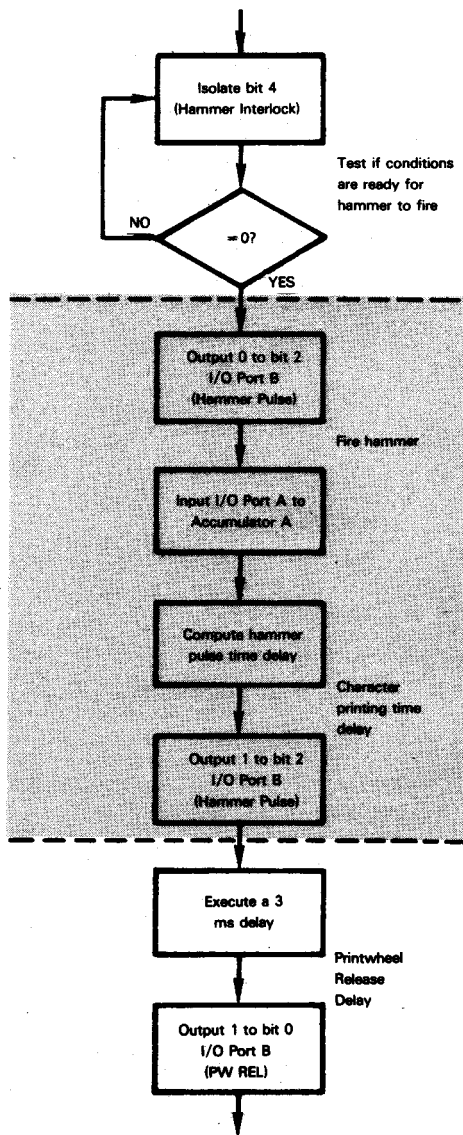 Isolate bit 4
(Hammer Interlock)
Test if conditions
are ready for
hammer to fire
NO
= 0?
YES
Output 0 to bit 2
I/O Port B
(Hammer Pulse)
Fire hammer
Input I/O Port A to
Accumulator A
Compute hammer
pulse time delay
Character
printing time
delay
Output 1 to bit 2
I/O Port B
(Hammer Pulse)
Execute a 3
ms delay
Printwheel
Release
Delay
Output 1 to bit 0
I/O Port B
(PW REL)